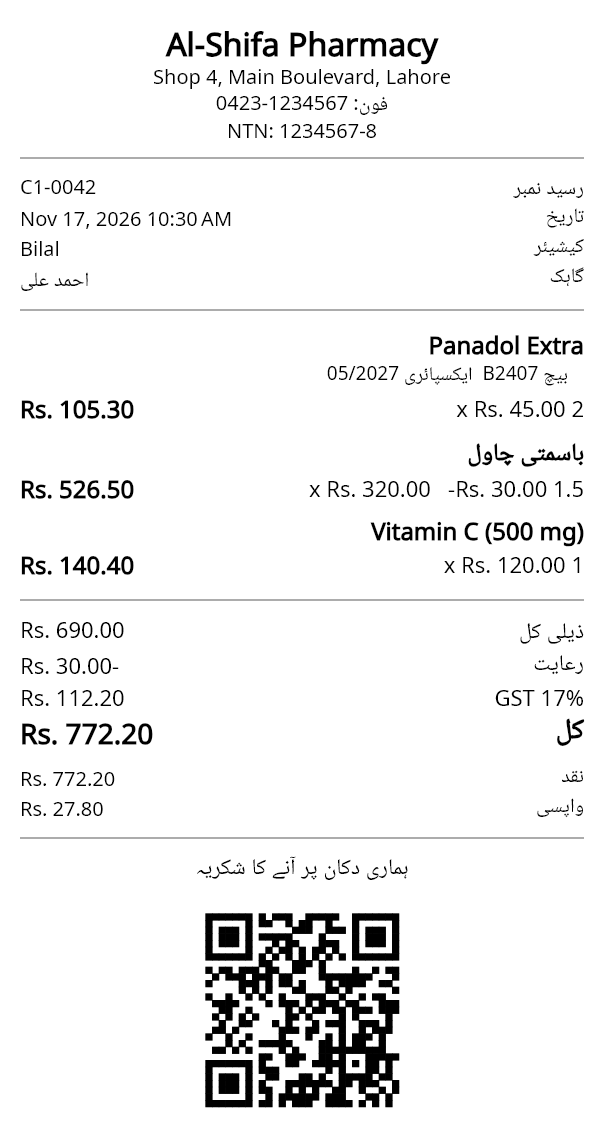 Al-Shifa Pharmacy
Shop 4, Main Boulevard, Lahore
فون: 0423-1234567
NTN: 1234567-8
رسید نمبر C1-0042
تاریخ Nov 17, 2026 10:30 AM
کیشیئر Bilal
گاہک احمد علی
Panadol Extra
بیچ B2407 ایکسپائری 05/2027
2 x Rs. 45.00 Rs. 105.30
باسمتی چاول
1.5 x Rs. 320.00 -Rs. 30.00 Rs. 526.50
Vitamin C (500 mg)
1 x Rs. 120.00 Rs. 140.40
ذیلی کل Rs. 690.00
رعایت -Rs. 30.00
GST 17% Rs. 112.20
کل Rs. 772.20
نقد Rs. 772.20
واپسی Rs. 27.80
ہماری دکان پر آنے کا شکریہ